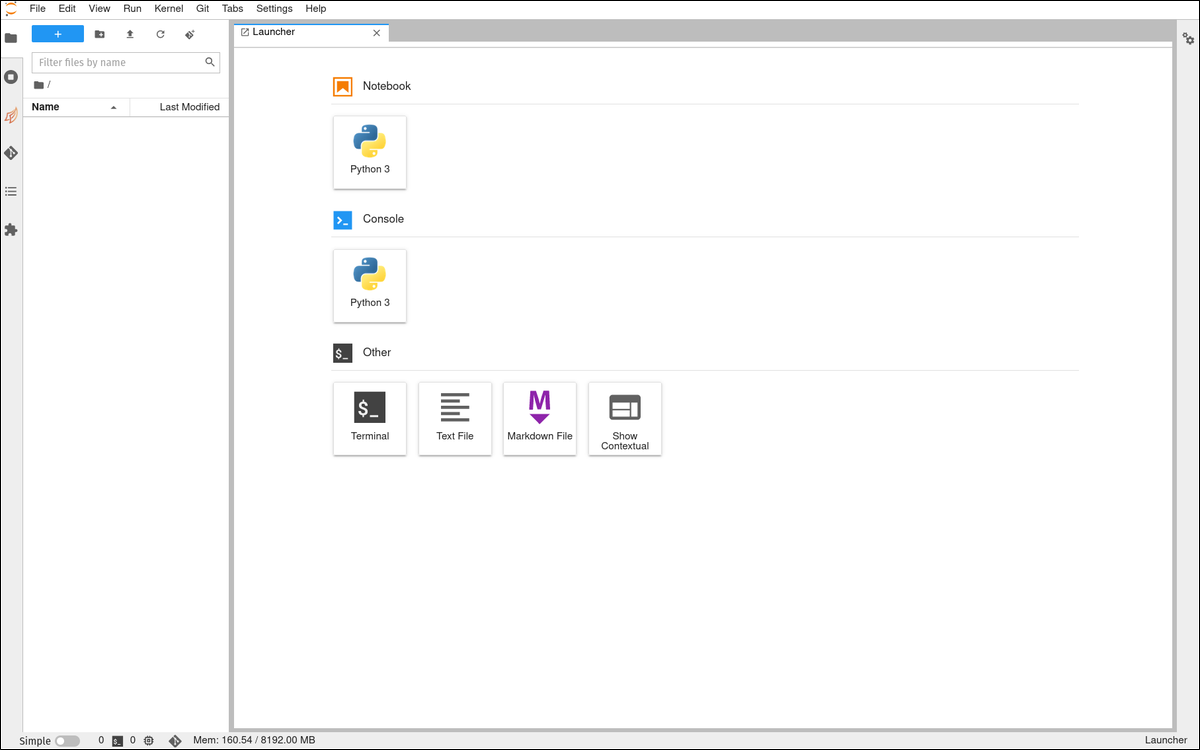 File Edit View Run Kernel Git Tabs Settings Help
+
Launcher
Filter files by name
/
Name Last Modified
Notebook
Python 3
Console
Python 3
$_ Other
$_
M
Terminal Text File Markdown File Show
Contextual
Simple 0 $_ 0 Mem: 160.54 / 8192.00 MB Launcher